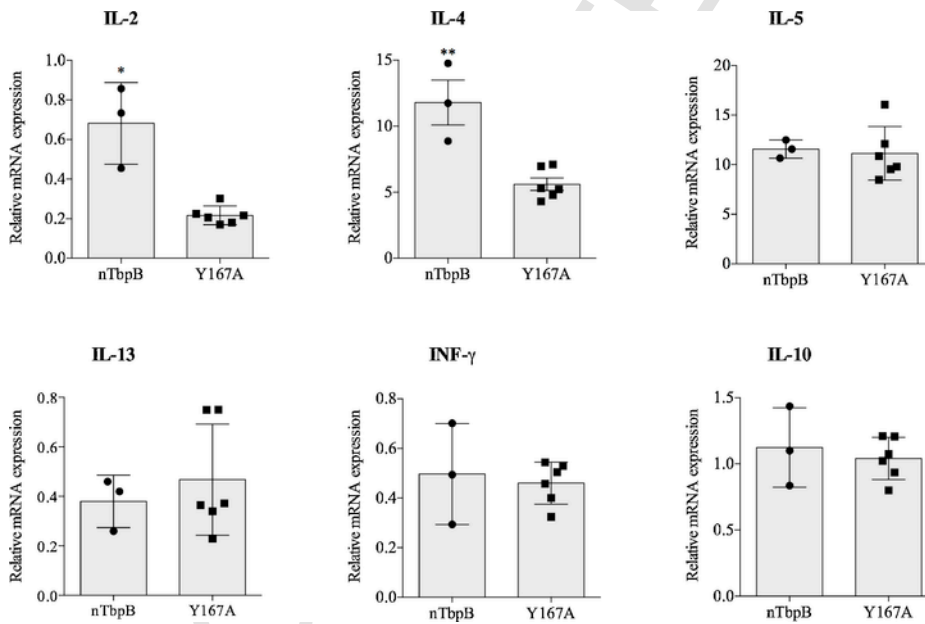 IL-2
*
Relative mRNA expression
1.0
0.8
0.6
0.4
0.2
0.0
nTbpB Y167A
IL-4
**
Relative mRNA expression
15
10
5
0
nTbpB Y167A
IL-5
Relative mRNA expression
20
15
10
5
0
nTbpB Y167A
IL-13
Relative mRNA expression
0.8
0.6
0.4
0.2
0.0
nTbpB Y167A
INF-γ
Relative mRNA expression
0.8
0.6
0.4
0.2
0.0
nTbpB Y167A
IL-10
Relative mRNA expression
1.5
1.0
0.5
0.0
nTbpB Y167A